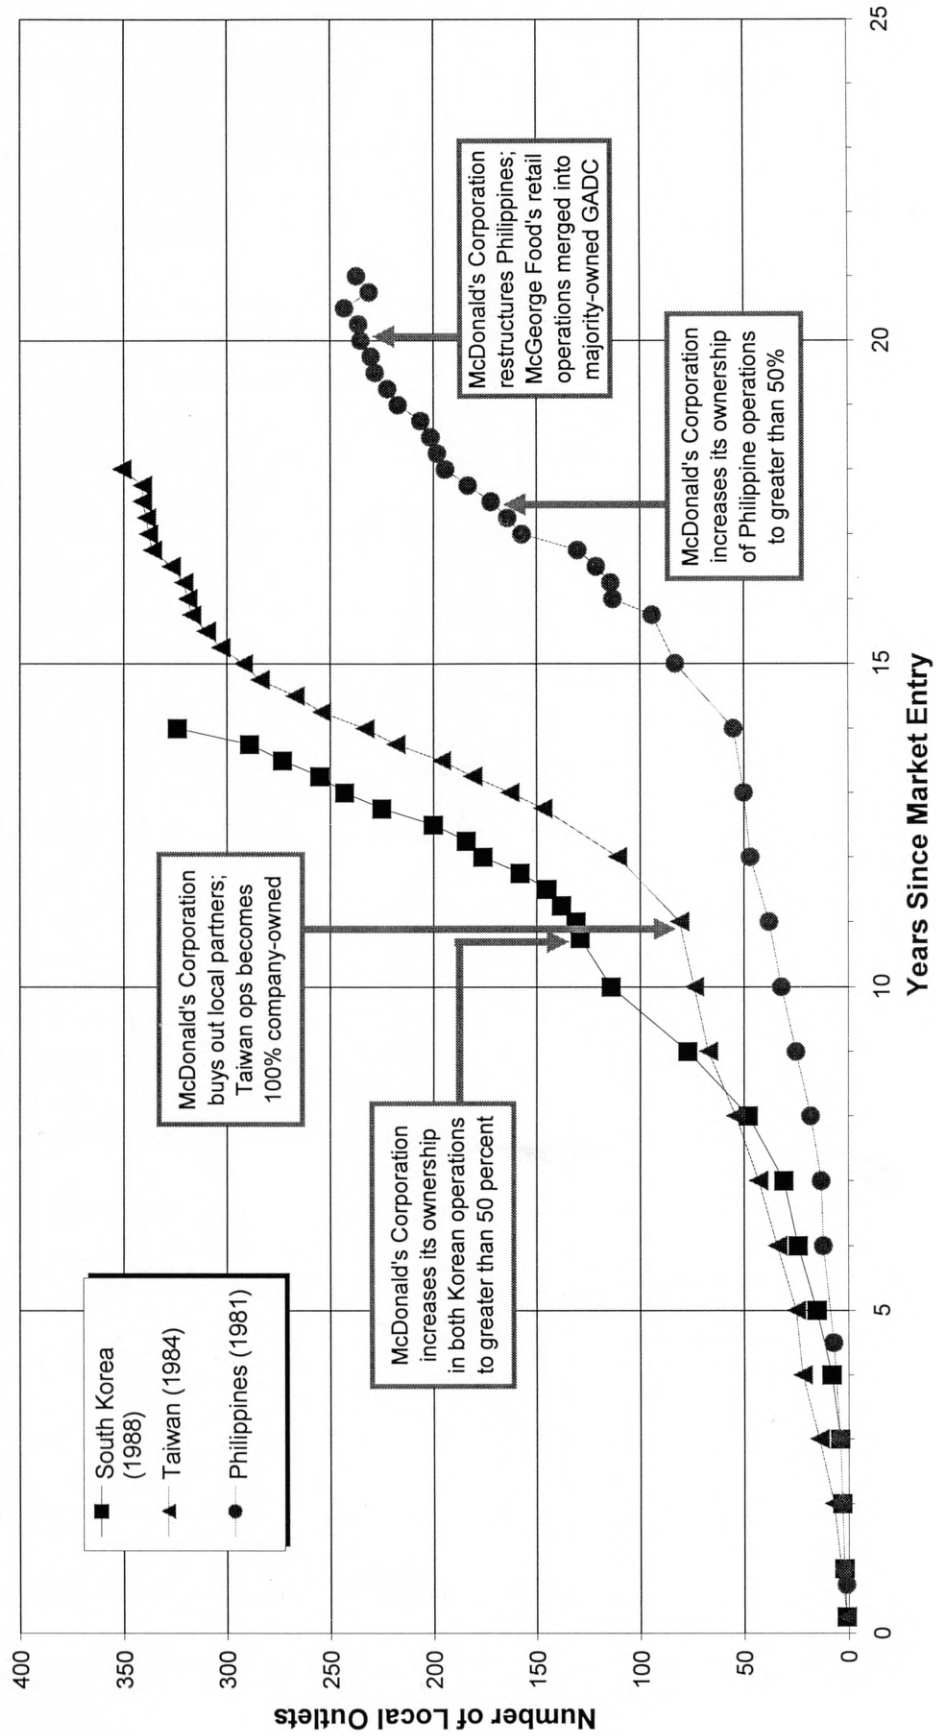 Number of Local Outlets
400
350
300
250
200
150
100
50
0
South Korea
(1988)
Taiwan (1984)
Philippines (1981)
McDonald's Corporation
buys out local partners;
Taiwan ops becomes
100% company-owned
McDonald's Corporation
increases its ownership
in both Korean operations
to greater than 50 percent
McDonald's Corporation
restructures Philippines;
McGeorge Food's retail
operations merged into
majority-owned GADC
McDonald's Corporation
increases its ownership
of Philippine operations
to greater than 50%
0
5
10
15
20
25
Years Since Market Entry